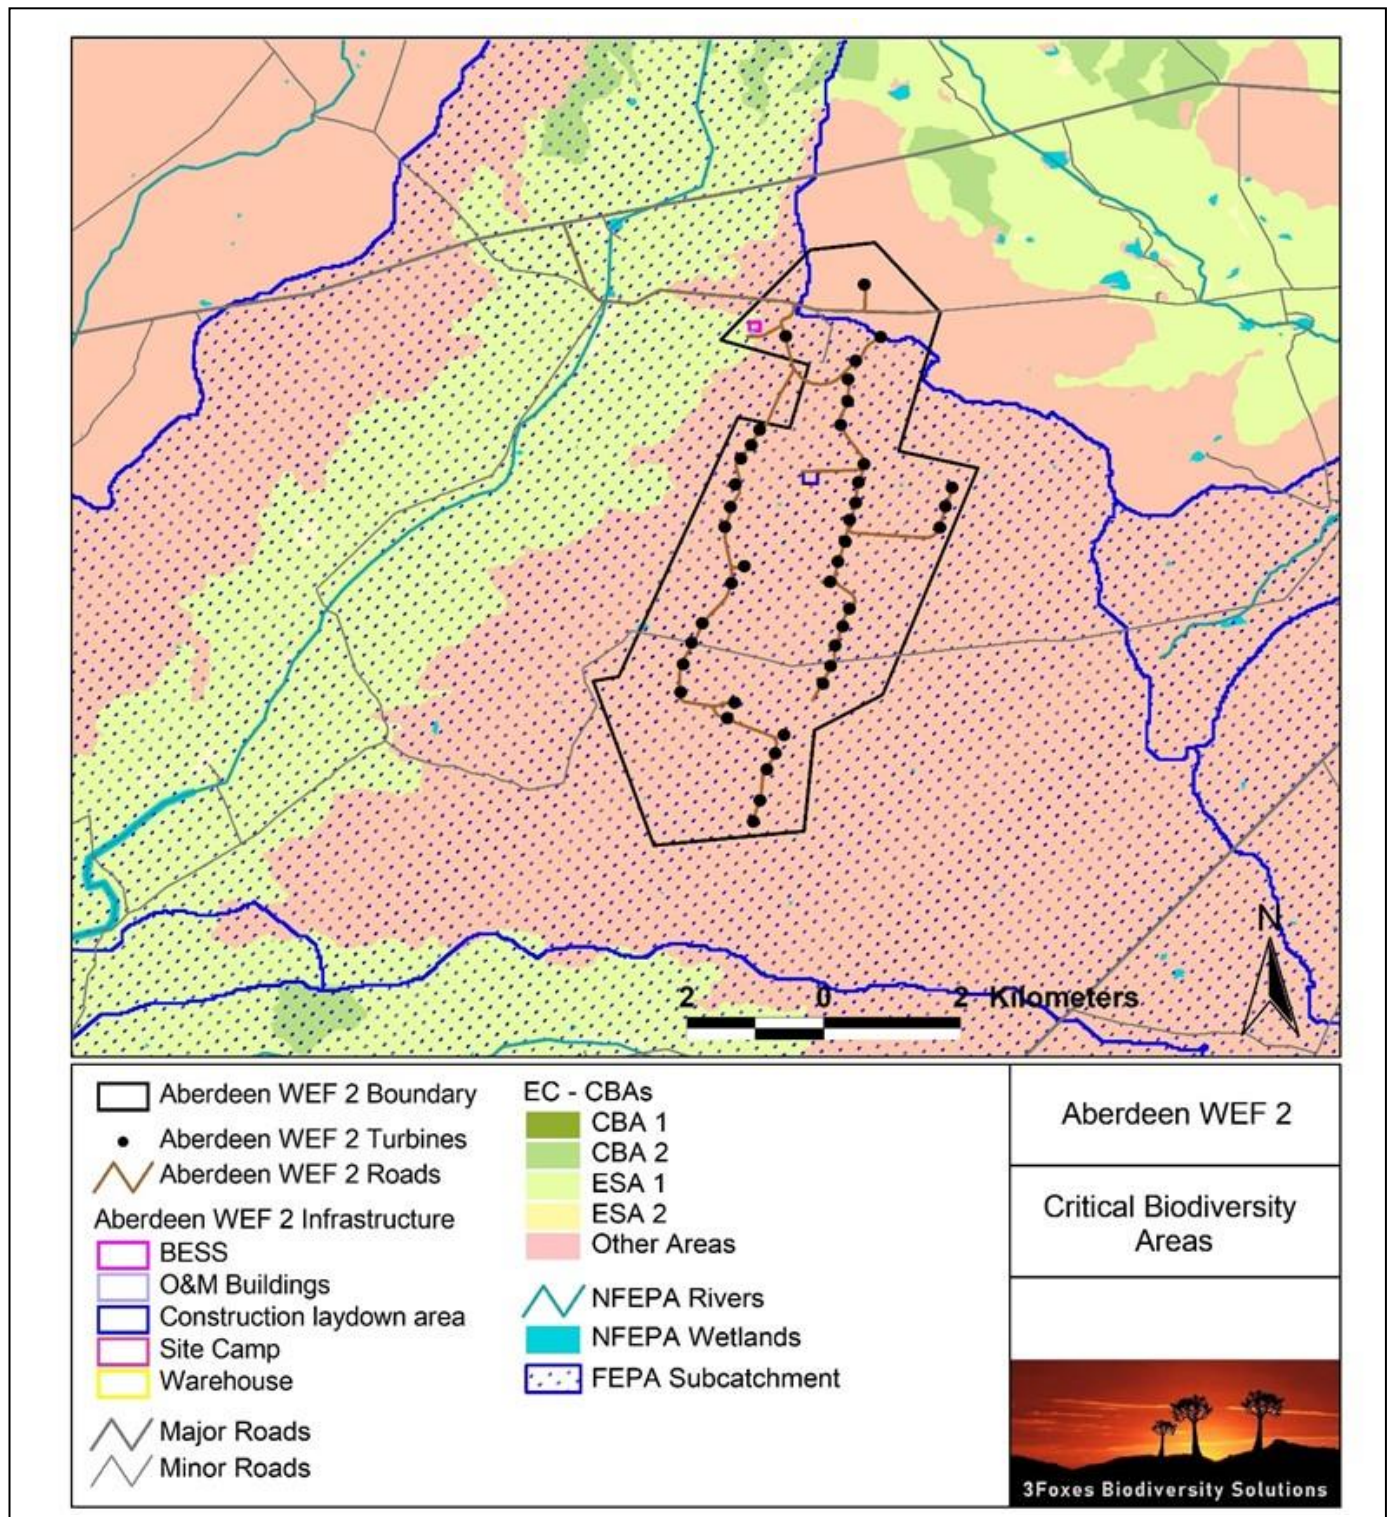 N
2 0 2 Kilometers
Aberdeen WEF 2 Boundary
Aberdeen WEF 2 Turbines
Aberdeen WEF 2 Roads
Aberdeen WEF 2 Infrastructure
BESS
O&M Buildings
Construction laydown area
Site Camp
Warehouse
Major Roads
Minor Roads
EC - CBAs
CBA 1
CBA 2
ESA 1
ESA 2
Other Areas
NFEPA Rivers
NFEPA Wetlands
FEPA Subcatchment
Aberdeen WEF 2
Critical Biodiversity
Areas
3Foxes Biodiversity Solutions